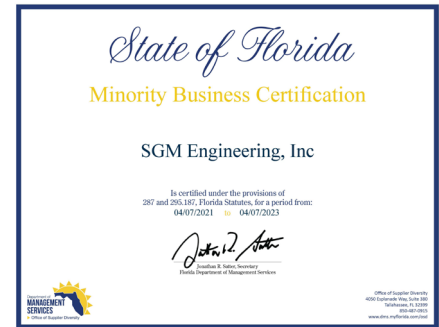 State of Florida
Minority Business Certification
SGM Engineering, Inc
Is certified under the provisions of
287 and 295.187, Florida Statutes, for a period from:
04/07/2021 to 04/07/2023
Jonathan R. Satter, Secretary
Florida Department of Management Services
Department of
MANAGEMENT
SERVICES
Office of Supplier Diversity
Office of Supplier Diversity
4050 Esplanade Way, Suite 380
Tallahassee, FL 32399
850-487-0915
www.dms.myflorida.com/osd